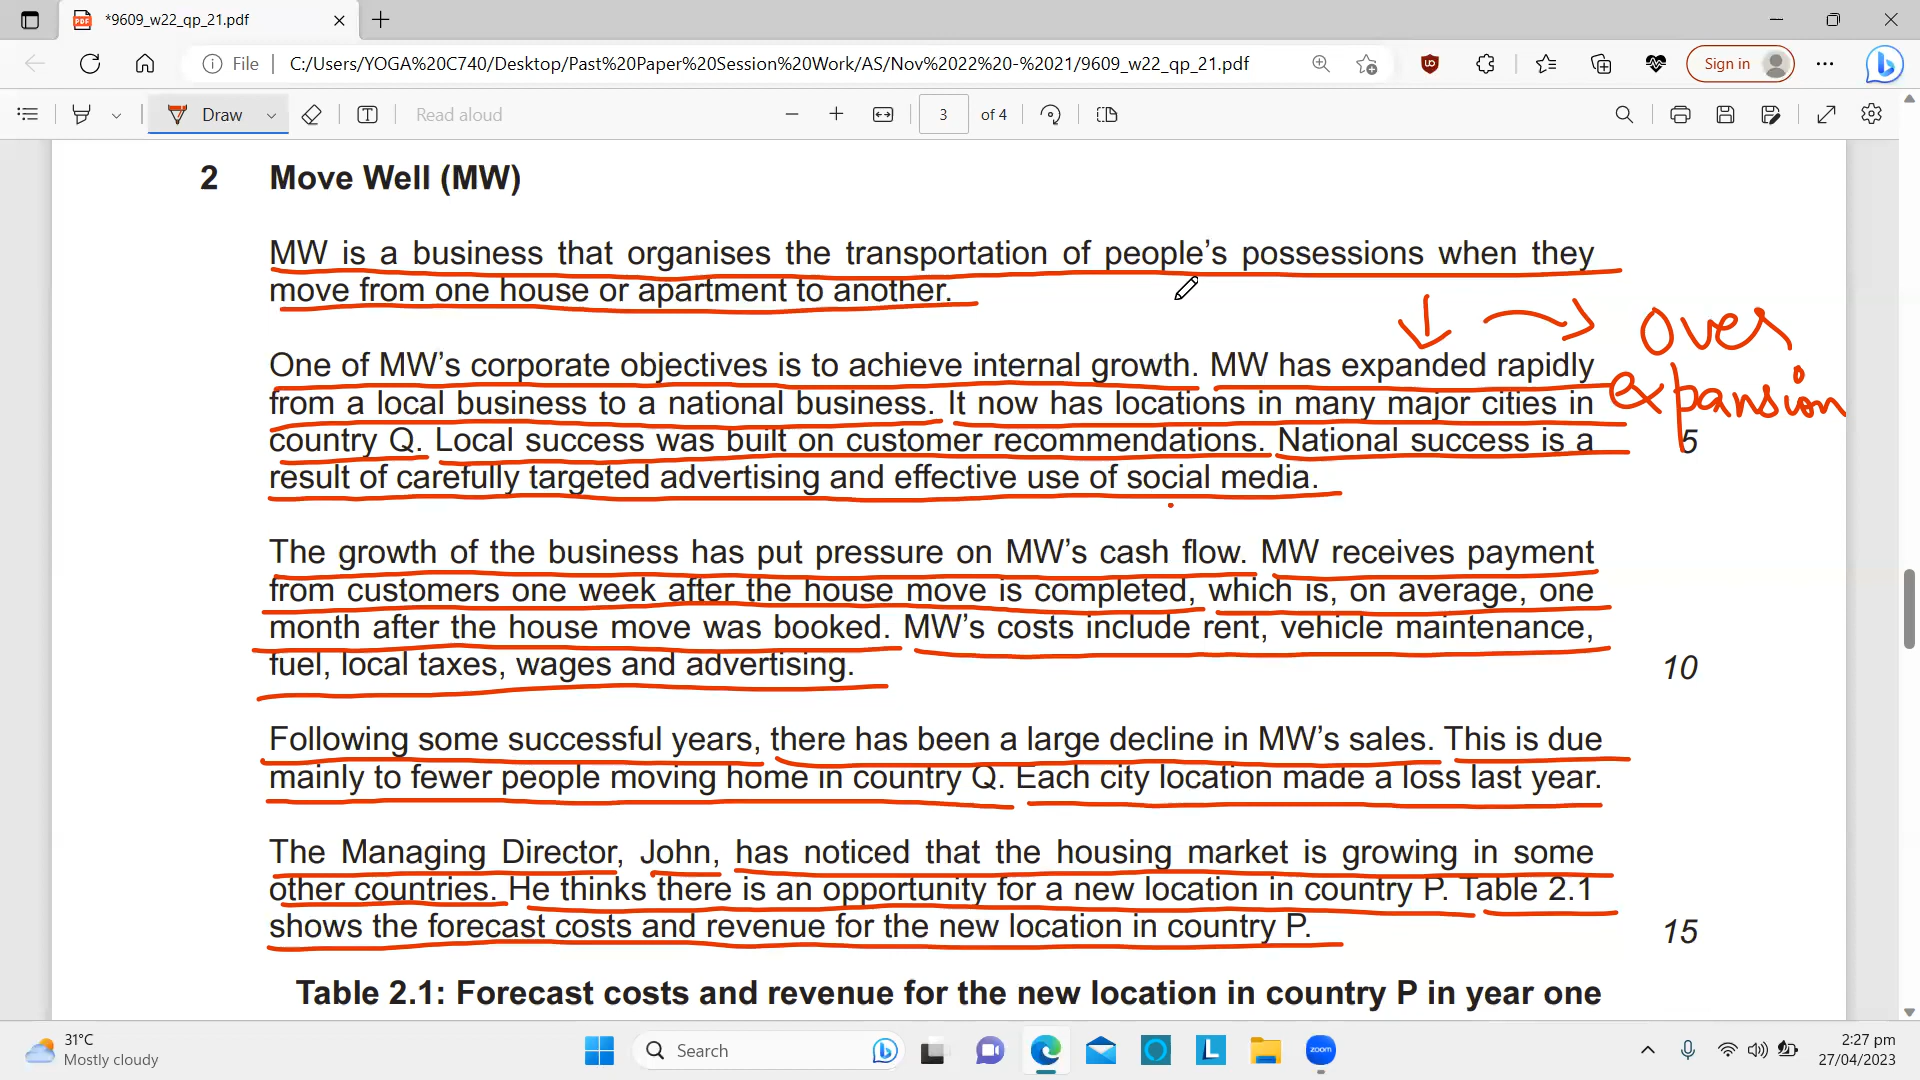 *9609_w22_qp_21.pdf
File
C:/Users/YOGA%20C740/Desktop/Past%20Paper%20Session%20Work/AS/Nov%2022%20-%2021/9609_w22_qp_21.pdf
Sign in
Draw
Read aloud
3
of 4
2 Move Well (MW)
MW is a business that organises the transportation of people’s possessions when they
move from one house or apartment to another.
Over
expansion
One of MW’s corporate objectives is to achieve internal growth. MW has expanded rapidly
from a local business to a national business. It now has locations in many major cities in
country Q. Local success was built on customer recommendations. National success is a 5
result of carefully targeted advertising and effective use of social media.
The growth of the business has put pressure on MW’s cash flow. MW receives payment
from customers one week after the house move is completed, which is, on average, one
month after the house move was booked. MW’s costs include rent, vehicle maintenance,
fuel, local taxes, wages and advertising. 10
Following some successful years, there has been a large decline in MW’s sales. This is due
mainly to fewer people moving home in country Q. Each city location made a loss last year.
The Managing Director, John, has noticed that the housing market is growing in some
other countries. He thinks there is an opportunity for a new location in country P. Table 2.1
shows the forecast costs and revenue for the new location in country P. 15
Table 2.1: Forecast costs and revenue for the new location in country P in year one
31°C
Mostly cloudy
Search
zoom
2:27 pm
27/04/2023